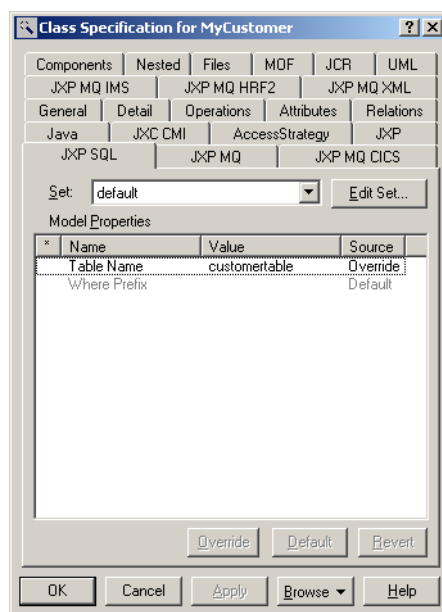 Class Specification for MyCustomer
Components Nested Files MOF JCR UML
JXP MQ IMS JXP MQ HRF2 JXP MQ XML
General Detail Operations Attributes Relations
Java JXC CMI AccessStrategy JXP
JXP SQL JXP MQ JXP MQ CICS
Set: default Edit Set...
Model Properties
* Name Value Source
Table Name customertable Override
Where Prefix Default
Override Default Revert
OK Cancel Apply Browse Help